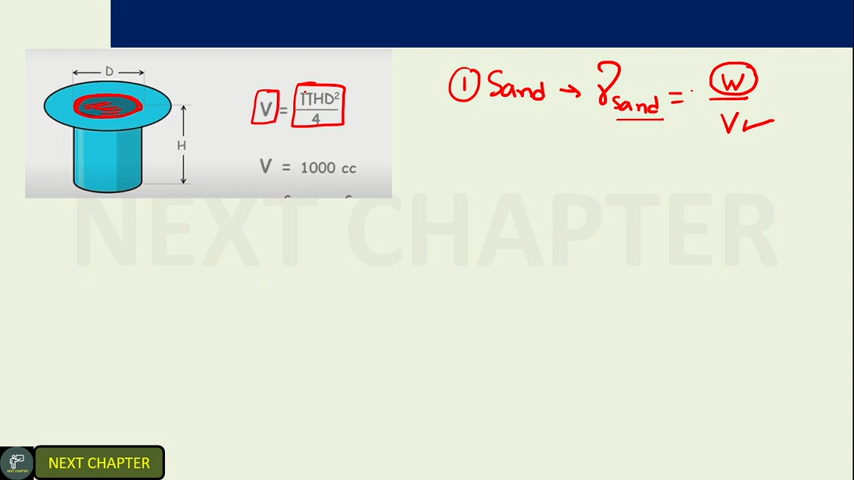 D
H
V = ΠHD²/4
V = 1000 cc
① Sand → γsand = W/V ✓
NEXT CHAPTER
NEXT CHAPTER